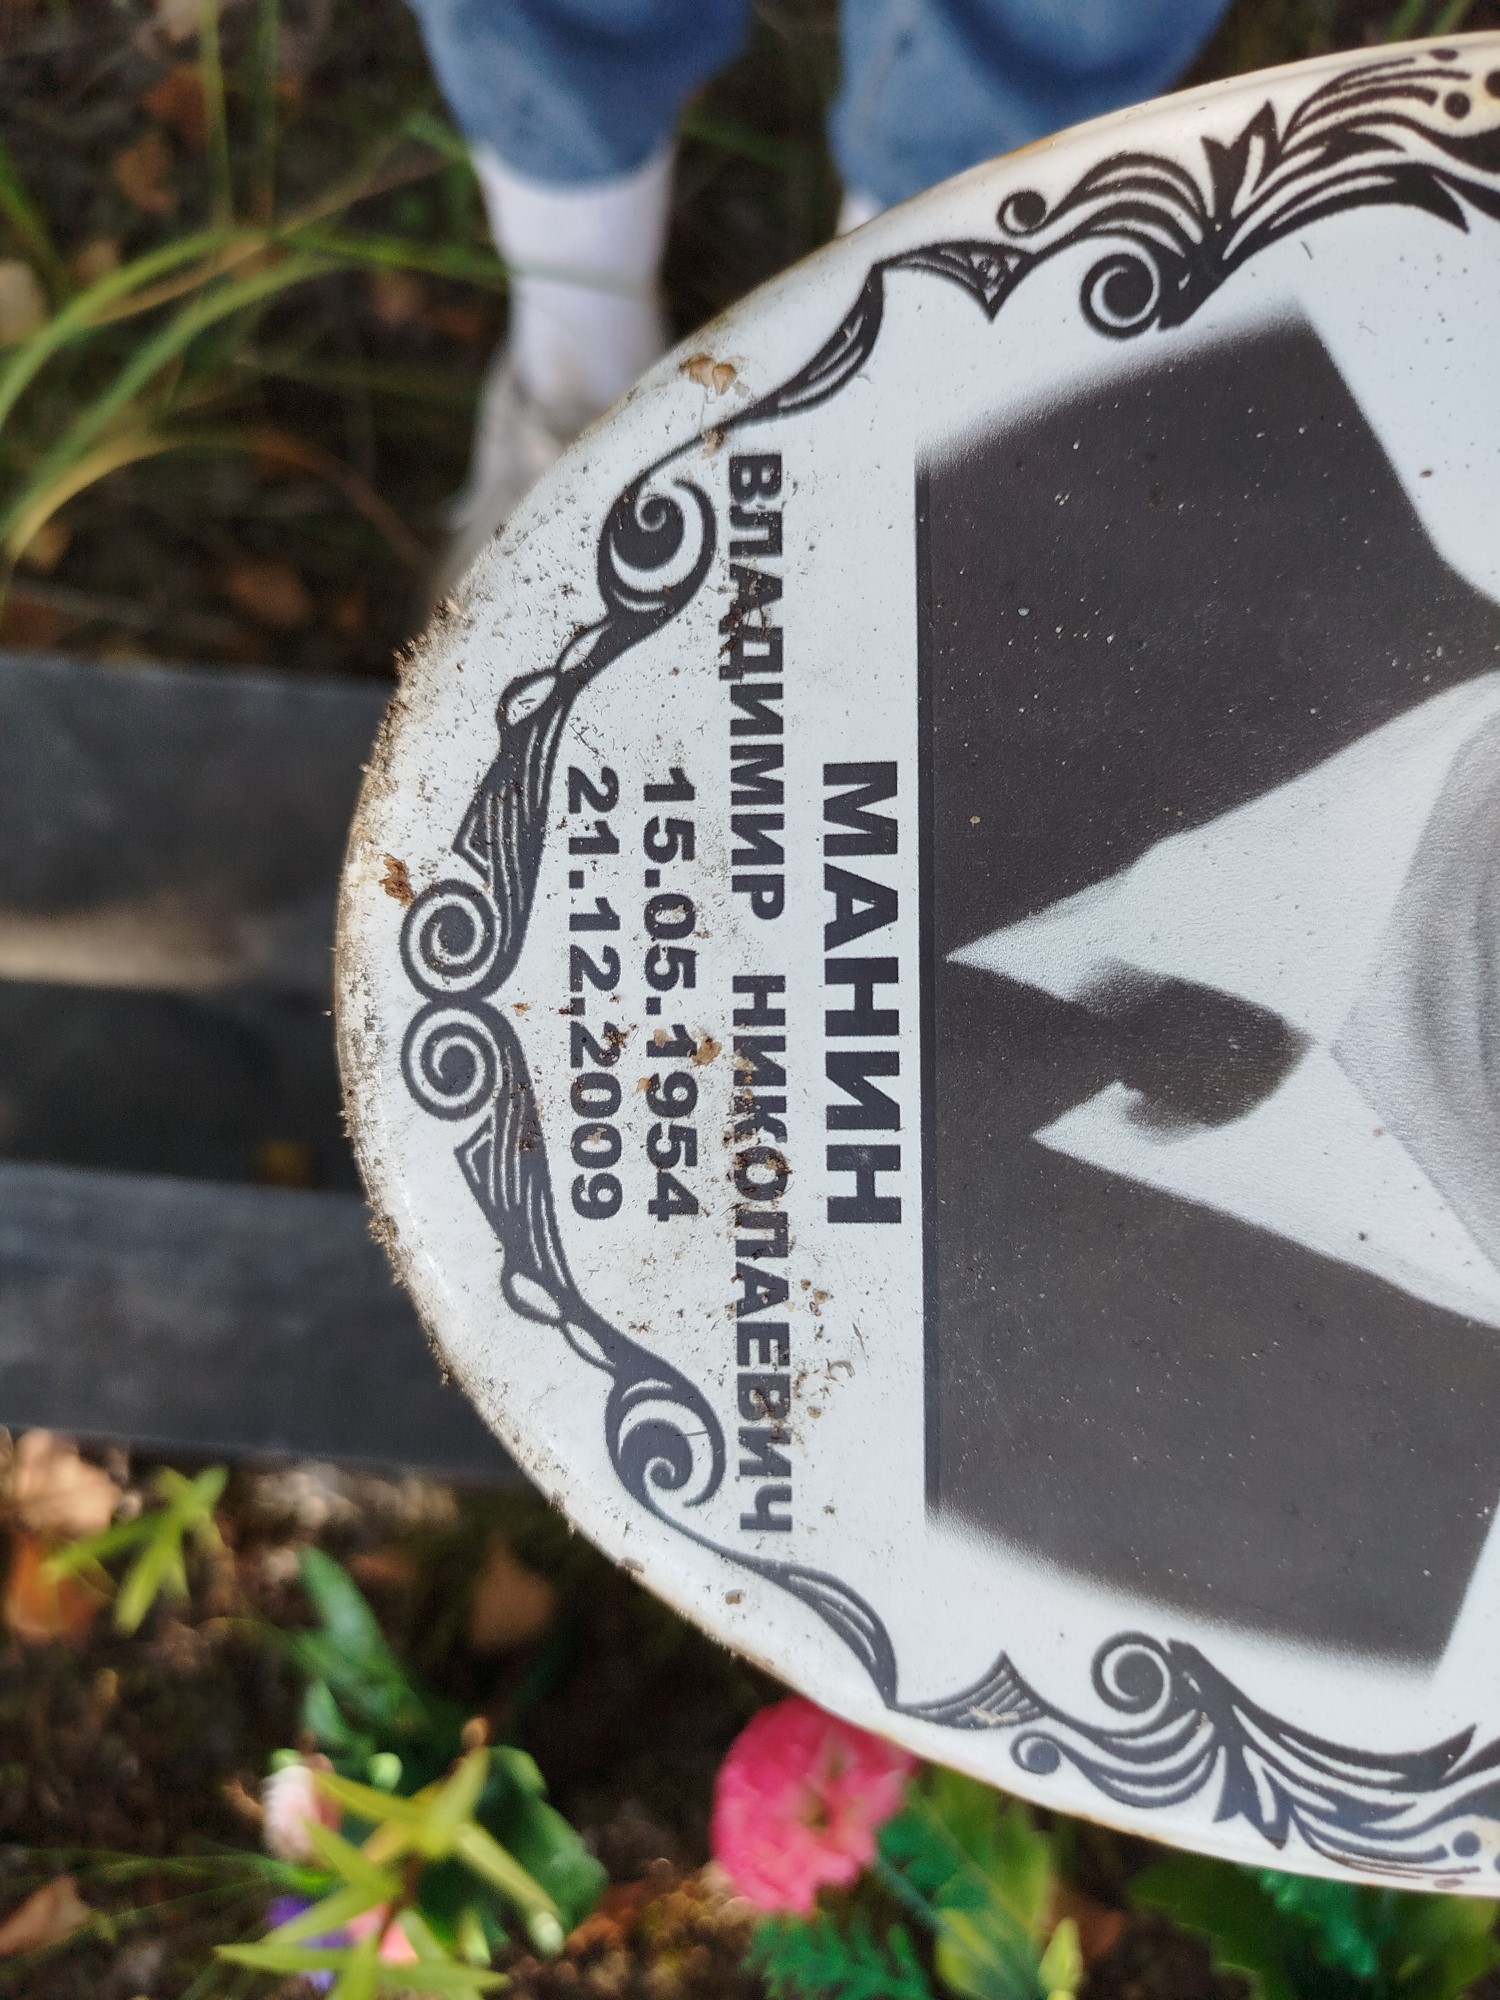 МАНИН
ВЛАДИМИР НИКОЛАЕВИЧ
15.05.1954
21.12.2009